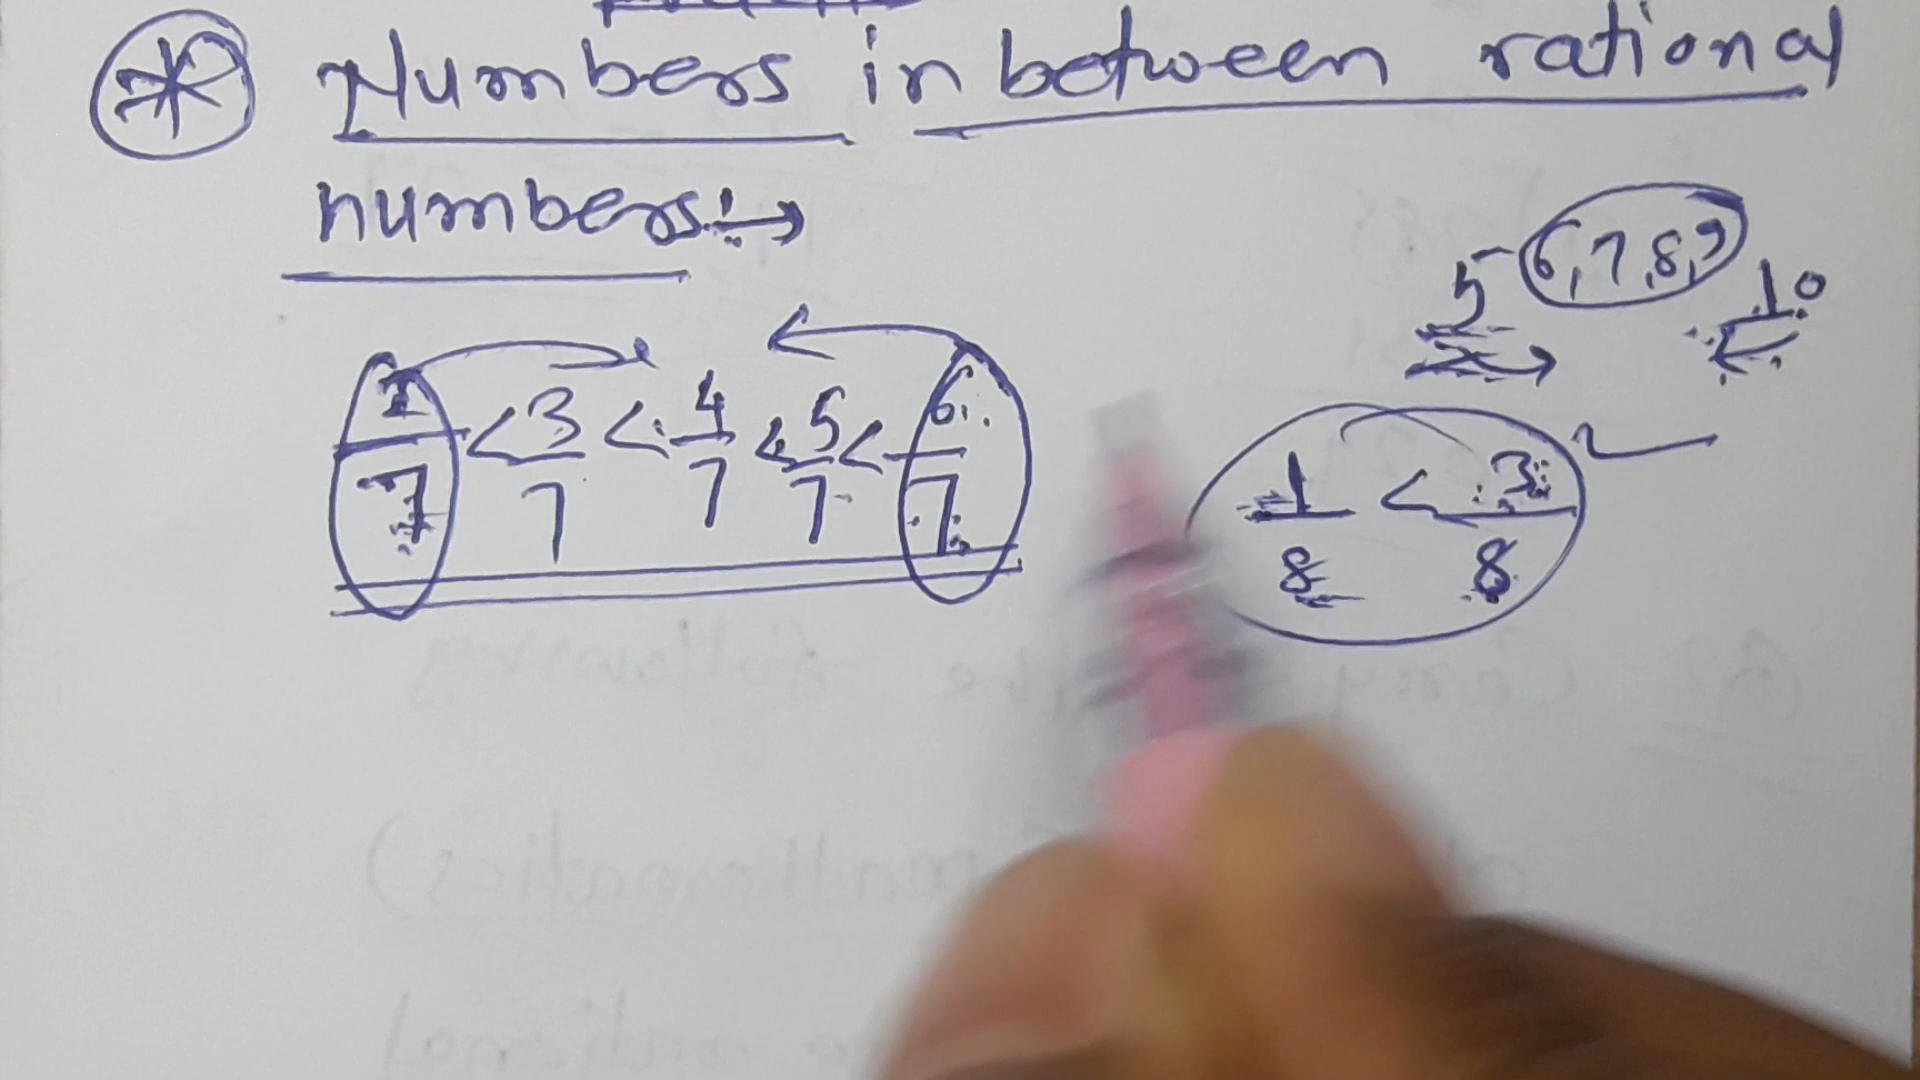 * Numbers in between rational
numbers:→
5 6,7,8,9 10
2/7 < 3/7 < 4/7 < 5/7 < 6/7
1/8 < 3/8